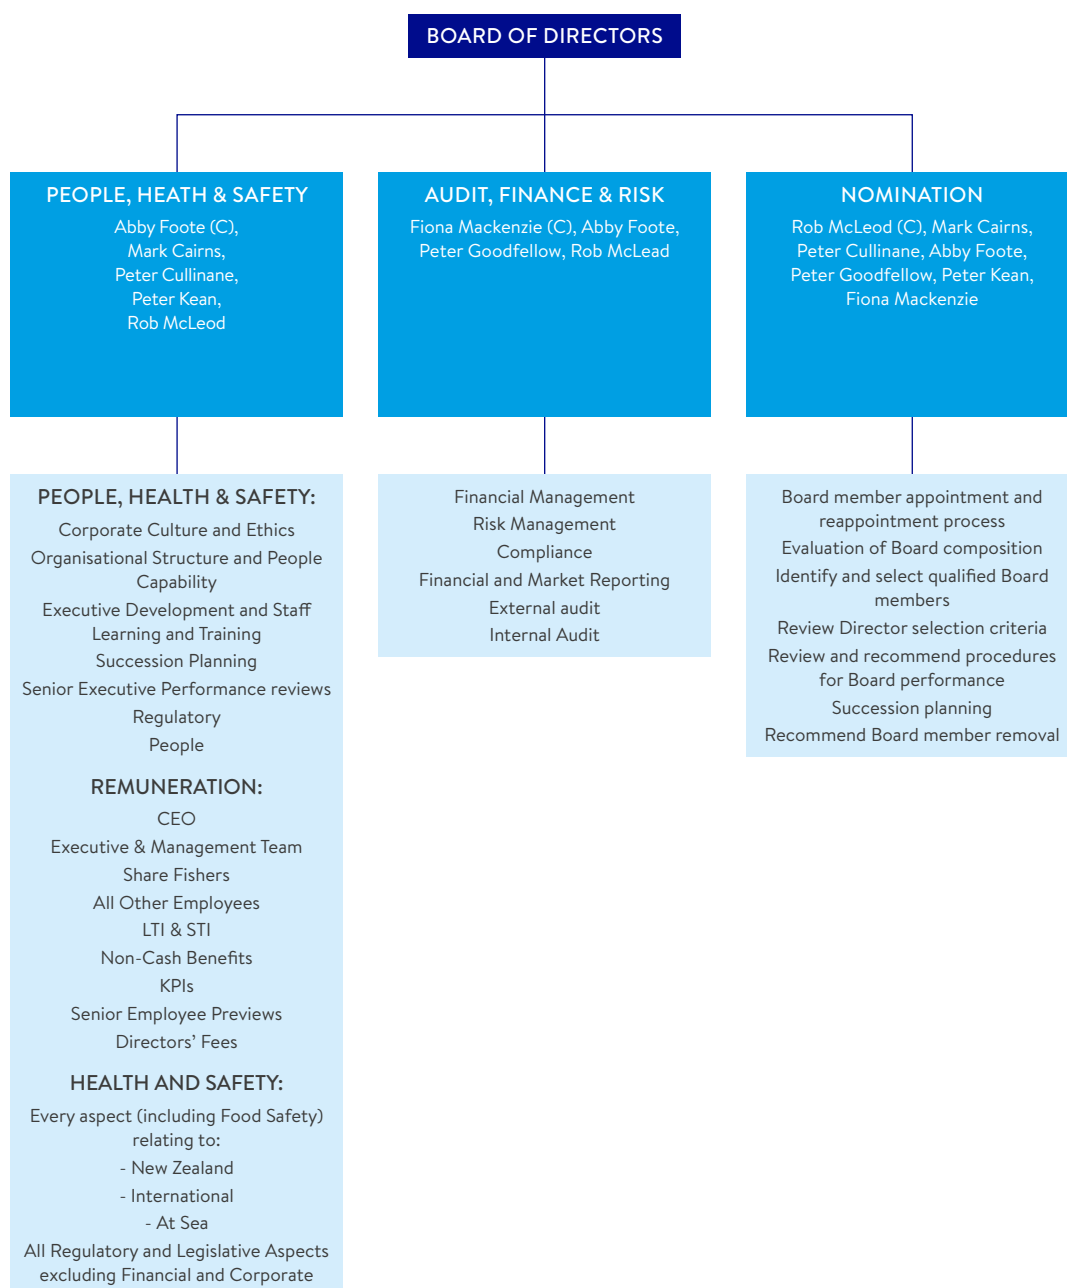 BOARD OF DIRECTORS
PEOPLE, HEATH & SAFETY
Abby Foote (C),
Mark Cairns,
Peter Cullinane,
Peter Kean,
Rob McLeod
AUDIT, FINANCE & RISK
Fiona Mackenzie (C), Abby Foote,
Peter Goodfellow, Rob McLead
NOMINATION
Rob McLeod (C), Mark Cairns,
Peter Cullinane, Abby Foote,
Peter Goodfellow, Peter Kean,
Fiona Mackenzie
PEOPLE, HEALTH & SAFETY:
Corporate Culture and Ethics
Organisational Structure and People
Capability
Executive Development and Staff
Learning and Training
Succession Planning
Senior Executive Performance reviews
Regulatory
People
REMUNERATION:
CEO
Executive & Management Team
Share Fishers
All Other Employees
LTI & STI
Non-Cash Benefits
KPIs
Senior Employee Previews
Directors' Fees
HEALTH AND SAFETY:
Every aspect (including Food Safety)
relating to:
- New Zealand
- International
- At Sea
All Regulatory and Legislative Aspects
excluding Financial and Corporate
Financial Management
Risk Management
Compliance
Financial and Market Reporting
External audit
Internal Audit
Board member appointment and
reappointment process
Evaluation of Board composition
Identify and select qualified Board
members
Review Director selection criteria
Review and recommend procedures
for Board performance
Succession planning
Recommend Board member removal